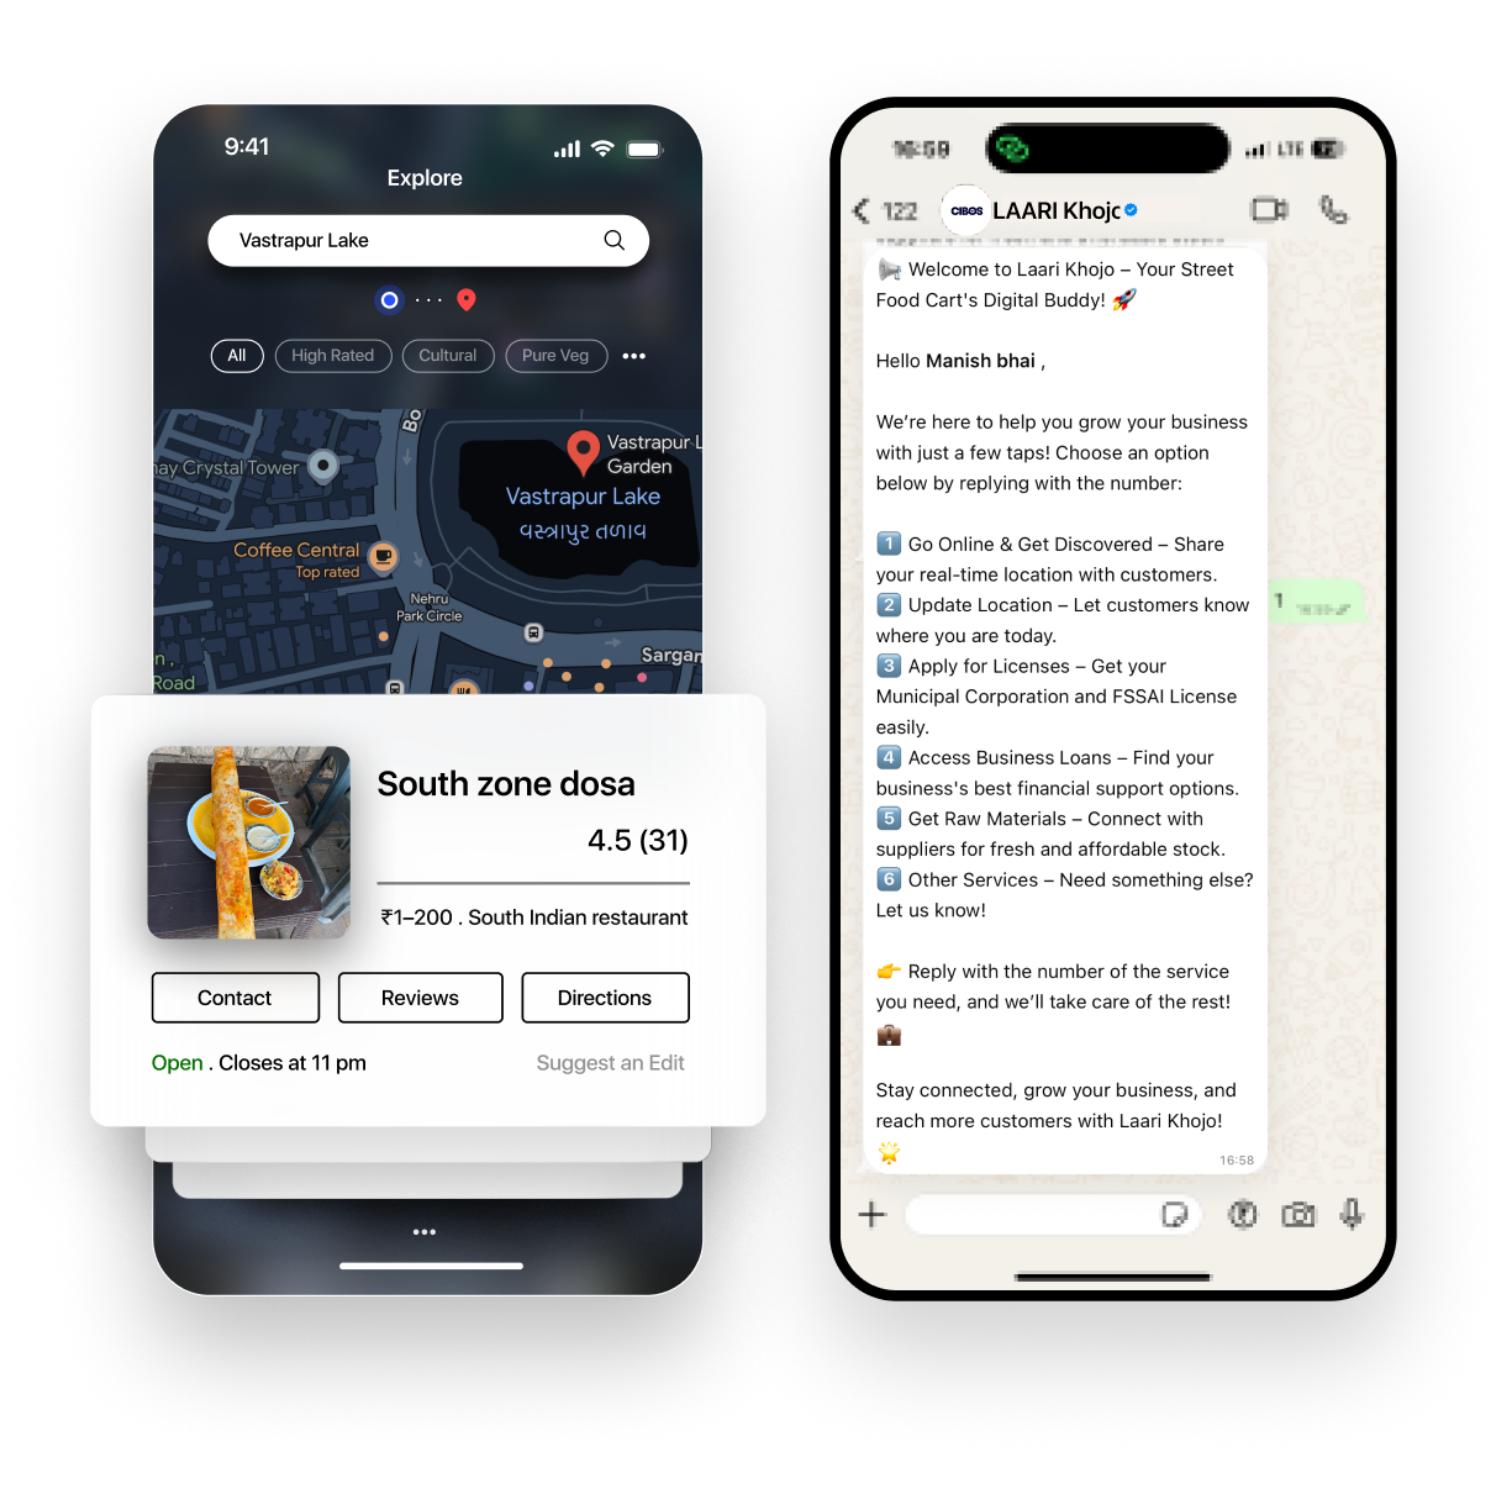 9:41
Explore
Vastrapur Lake
All
High Rated
Cultural
Pure Veg
Bo
Vastrapur L
Garden
nay Crystal Tower
Vastrapur Lake
વસ્ત્રાપુર તળાવ
Coffee Central
Top rated
Nehru
Park Circle
Sargan
n ,
Road
South zone dosa
4.5 (31)
₹1–200 . South Indian restaurant
Contact
Reviews
Directions
Open . Closes at 11 pm
Suggest an Edit
16:59
LTE
122
CIBOS
LAARI Khojo
📢 Welcome to Laari Khojo – Your Street
Food Cart's Digital Buddy! 🚀
Hello Manish bhai ,
We’re here to help you grow your business
with just a few taps! Choose an option
below by replying with the number:
1️⃣ Go Online & Get Discovered – Share
your real-time location with customers.
2️⃣ Update Location – Let customers know
where you are today.
3️⃣ Apply for Licenses – Get your
Municipal Corporation and FSSAI License
easily.
4️⃣ Access Business Loans – Find your
business's best financial support options.
5️⃣ Get Raw Materials – Connect with
suppliers for fresh and affordable stock.
6️⃣ Other Services – Need something else?
Let us know!
👉 Reply with the number of the service
you need, and we’ll take care of the rest!
💼
Stay connected, grow your business, and
reach more customers with Laari Khojo!
🌟
16:58
1